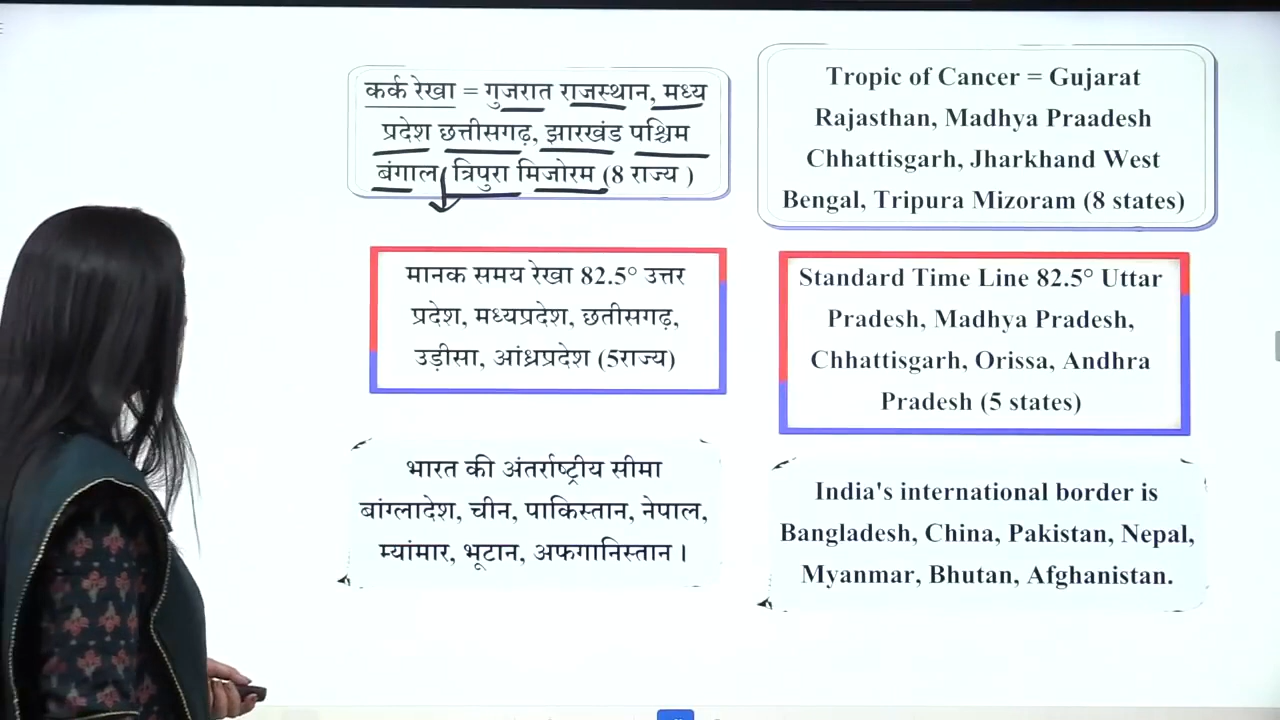 कर्क रेखा = गुजरात राजस्थान, मध्य
प्रदेश छत्तीसगढ़, झारखंड पश्चिम
बंगाल, त्रिपुरा मिजोरम (8 राज्य )
मानक समय रेखा 82.5° उत्तर
प्रदेश, मध्यप्रदेश, छतीसगढ़,
उड़ीसा, आंध्रप्रदेश (5राज्य)
भारत की अंतर्राष्ट्रीय सीमा
बांग्लादेश, चीन, पाकिस्तान, नेपाल,
म्यांमार, भूटान, अफगानिस्तान ।
Tropic of Cancer = Gujarat
Rajasthan, Madhya Praadesh
Chhattisgarh, Jharkhand West
Bengal, Tripura Mizoram (8 states)
Standard Time Line 82.5° Uttar
Pradesh, Madhya Pradesh,
Chhattisgarh, Orissa, Andhra
Pradesh (5 states)
India's international border is
Bangladesh, China, Pakistan, Nepal,
Myanmar, Bhutan, Afghanistan.